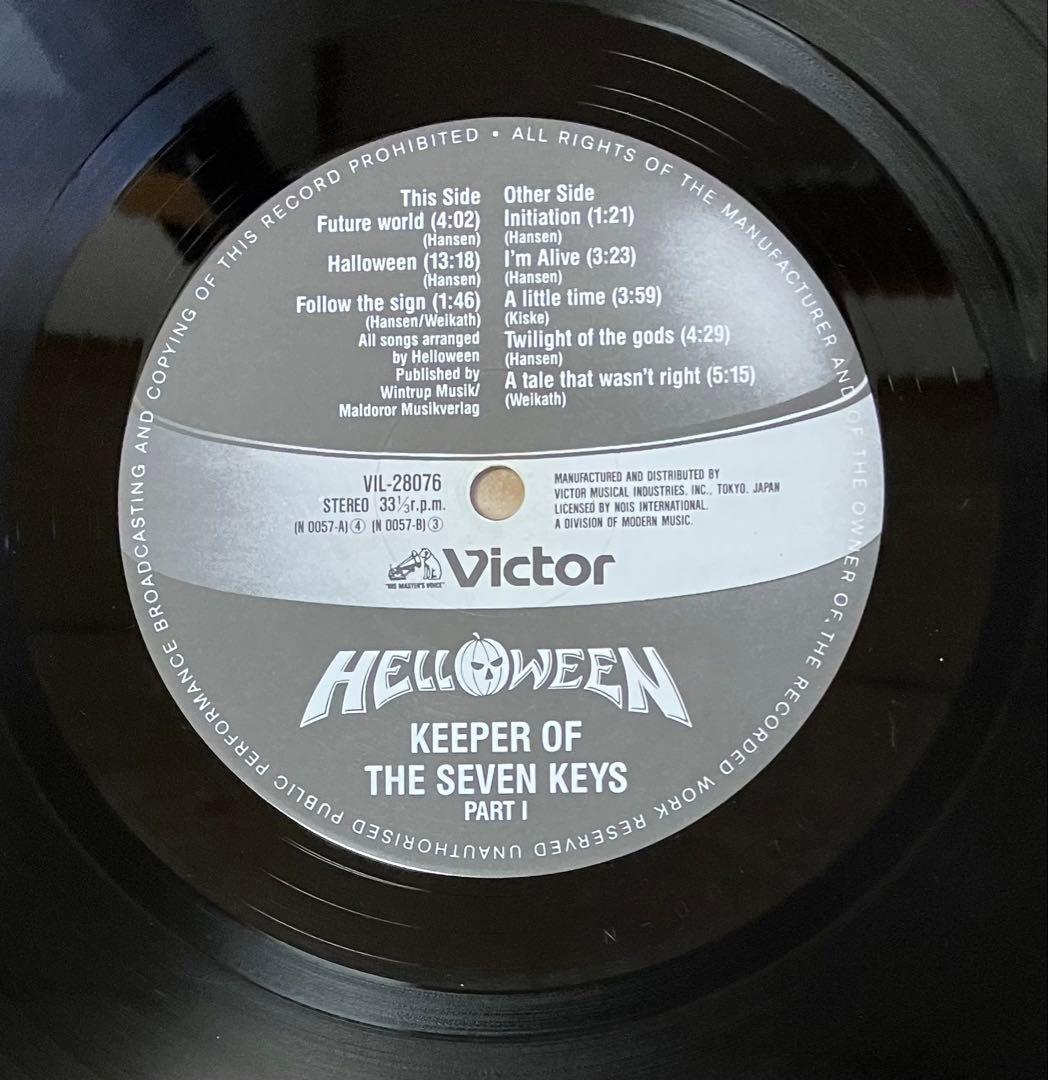 UNAUTHORISED PUBLIC PERFORMANCE BROADCASTING AND COPYING OF THIS RECORD PROHIBITED • ALL RIGHTS OF THE MANUFACTURER AND OF THE OWNER OF THE RECORDED WORK RESERVED
This Side
Future world (4:02)
(Hansen)
Halloween (13:18)
(Hansen)
Follow the sign (1:46)
(Hansen/Weikath)
All songs arranged
by Helloween
Published by
Wintrup Musik/
Maldoror Musikverlag
Other Side
Initiation (1:21)
(Hansen)
I'm Alive (3:23)
(Hansen)
A little time (3:59)
(Kiske)
Twilight of the gods (4:29)
(Hansen)
A tale that wasn't right (5:15)
(Weikath)
VIL-28076
STEREO 33⅓r.p.m.
(N 0057-A)④ (N 0057-B)③
MANUFACTURED AND DISTRIBUTED BY
VICTOR MUSICAL INDUSTRIES, INC., TOKYO, JAPAN
LICENSED BY NOIS INTERNATIONAL.
A DIVISION OF MODERN MUSIC.
"HIS MASTER'S VOICE"
Victor
HELLOWEEN
KEEPER OF
THE SEVEN KEYS
PART I